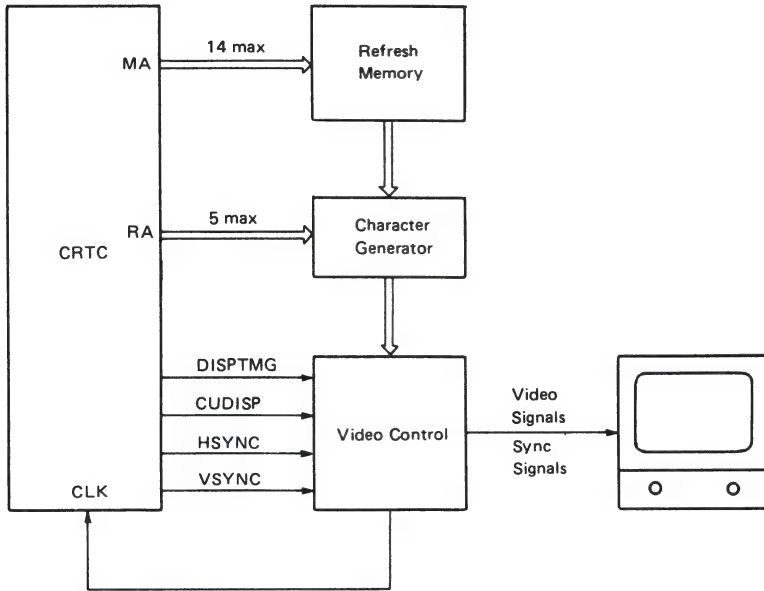 MA
14 max
Refresh
Memory
RA
5 max
Character
Generator
CRTC
DISPTMG
CUDISP
HSYNC
VSYNC
CLK
Video Control
Video
Signals
Sync
Signals